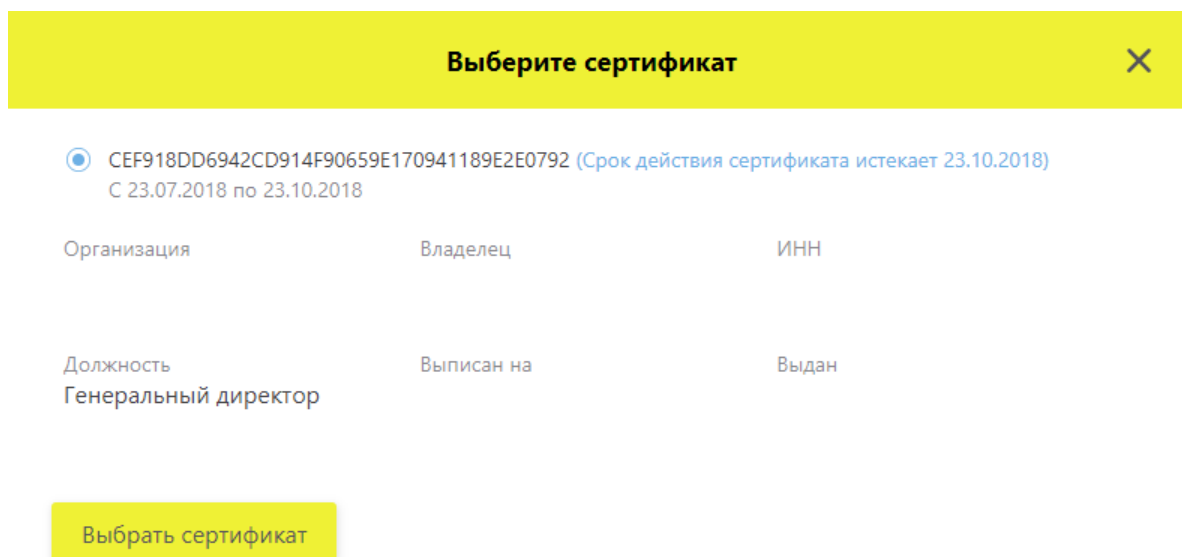 Выберите сертификат
CEF918DD6942CD914F90659E170941189E2E0792 (Срок действия сертификата истекает 23.10.2018)
С 23.07.2018 по 23.10.2018
Организация Владелец ИНН
Должность Выписан на Выдан
Генеральный директор
Выбрать сертификат